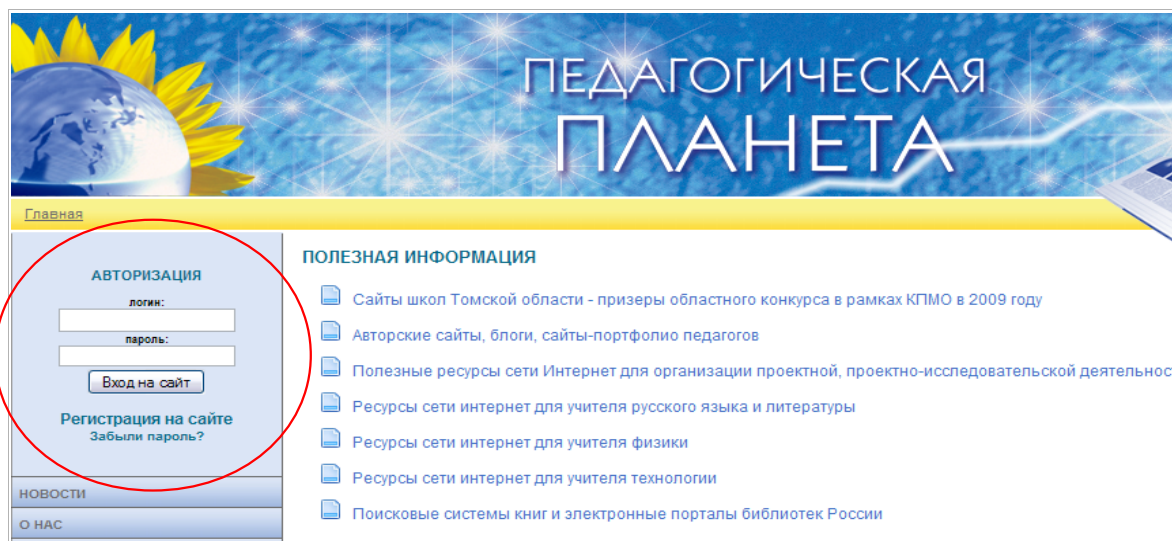 ПЕДАГОГИЧЕСКАЯ
ПЛАНЕТА
Главная
АВТОРИЗАЦИЯ
логин:
пароль:
Вход на сайт
Регистрация на сайте
Забыли пароль?
НОВОСТИ
О НАС
ПОЛЕЗНАЯ ИНФОРМАЦИЯ
Сайты школ Томской области - призеры областного конкурса в рамках КПМО в 2009 году
Авторские сайты, блоги, сайты-портфолио педагогов
Полезные ресурсы сети Интернет для организации проектной, проектно-исследовательской деятельнос
Ресурсы сети интернет для учителя русского языка и литературы
Ресурсы сети интернет для учителя физики
Ресурсы сети интернет для учителя технологии
Поисковые системы книг и электронные порталы библиотек России